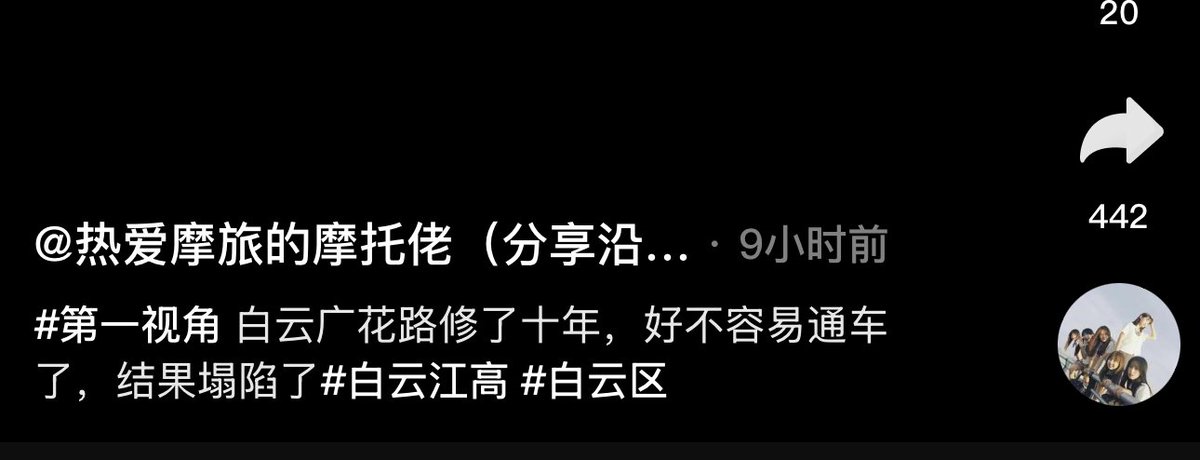 20
442
@热爱摩旅的摩托佬（分享沿... · 9小时前
#第一视角 白云广花路修了十年，好不容易通车
了，结果塌陷了#白云江高 #白云区